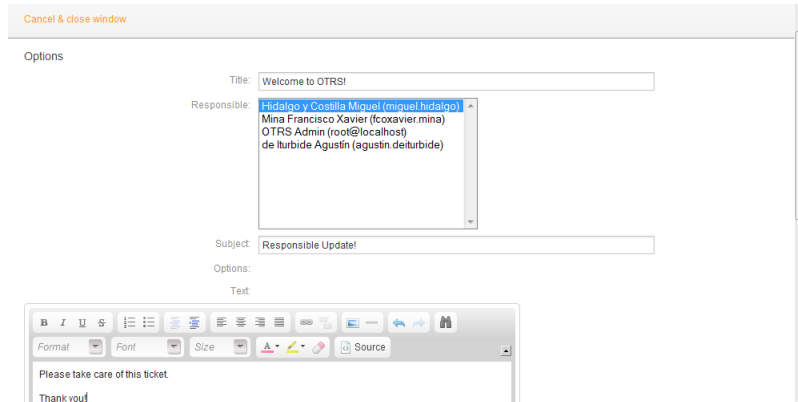 Cancel & close window
Options
Title: Welcome to OTRS!
Responsible: Hidalgo y Costilla Miguel (miguel.hidalgo)
Mina Francisco Xavier (fcoxavier.mina)
OTRS Admin (root@localhost)
de Iturbide Agustín (agustin.deiturbide)
Subject: Responsible Update!
Options:
Text:
B I U S
Format Font Size A Source
Please take care of this ticket.
Thank you!